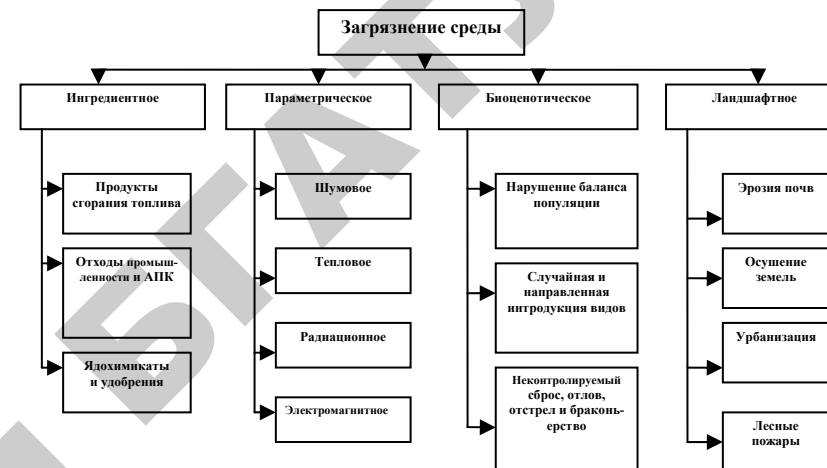 Загрязнение среды
Ингредиентное
Параметрическое
Биоценотическое
Ландшафтное
Продукты
сгорания топлива
Отходы промыш-
ленности и АПК
Ядохимикаты
и удобрения
Шумовое
Тепловое
Радиационное
Электромагнитное
Нарушение баланса
популяции
Случайная и
направленная
интродукция видов
Неконтролируемый
сброс, отлов,
отстрел и браконь-
ерство
Эрозия почв
Осушение
земель
Урбанизация
Лесные
пожары
БГАТУ